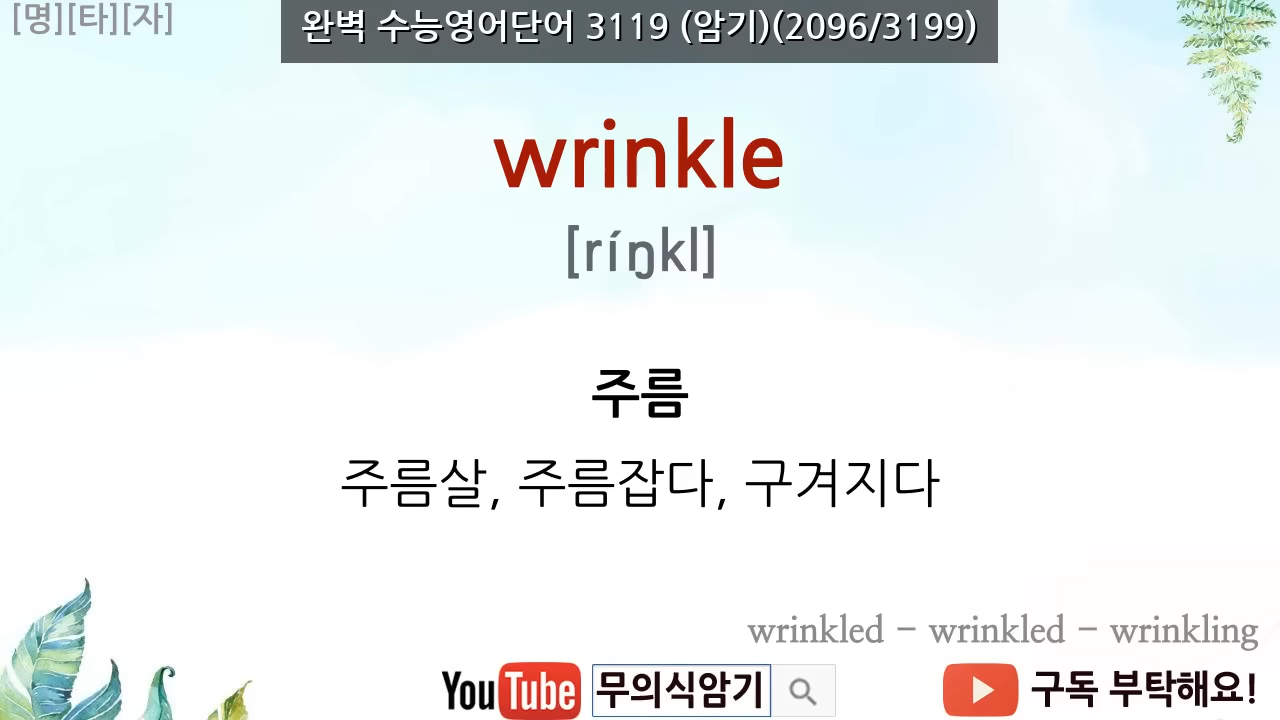 [명][타][자]
완벽 수능영어단어 3119 (암기)(2096/3199)
wrinkle
[ríŋkl]
주름
주름살, 주름잡다, 구겨지다
wrinkled - wrinkled - wrinkling
YouTube 무의식암기 구독 부탁해요!